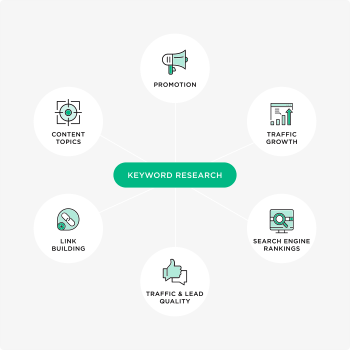 PROMOTION
CONTENT
TOPICS
TRAFFIC
GROWTH
KEYWORD RESEARCH
LINK
BUILDING
SEARCH ENGINE
RANKINGS
TRAFFIC & LEAD
QUALITY